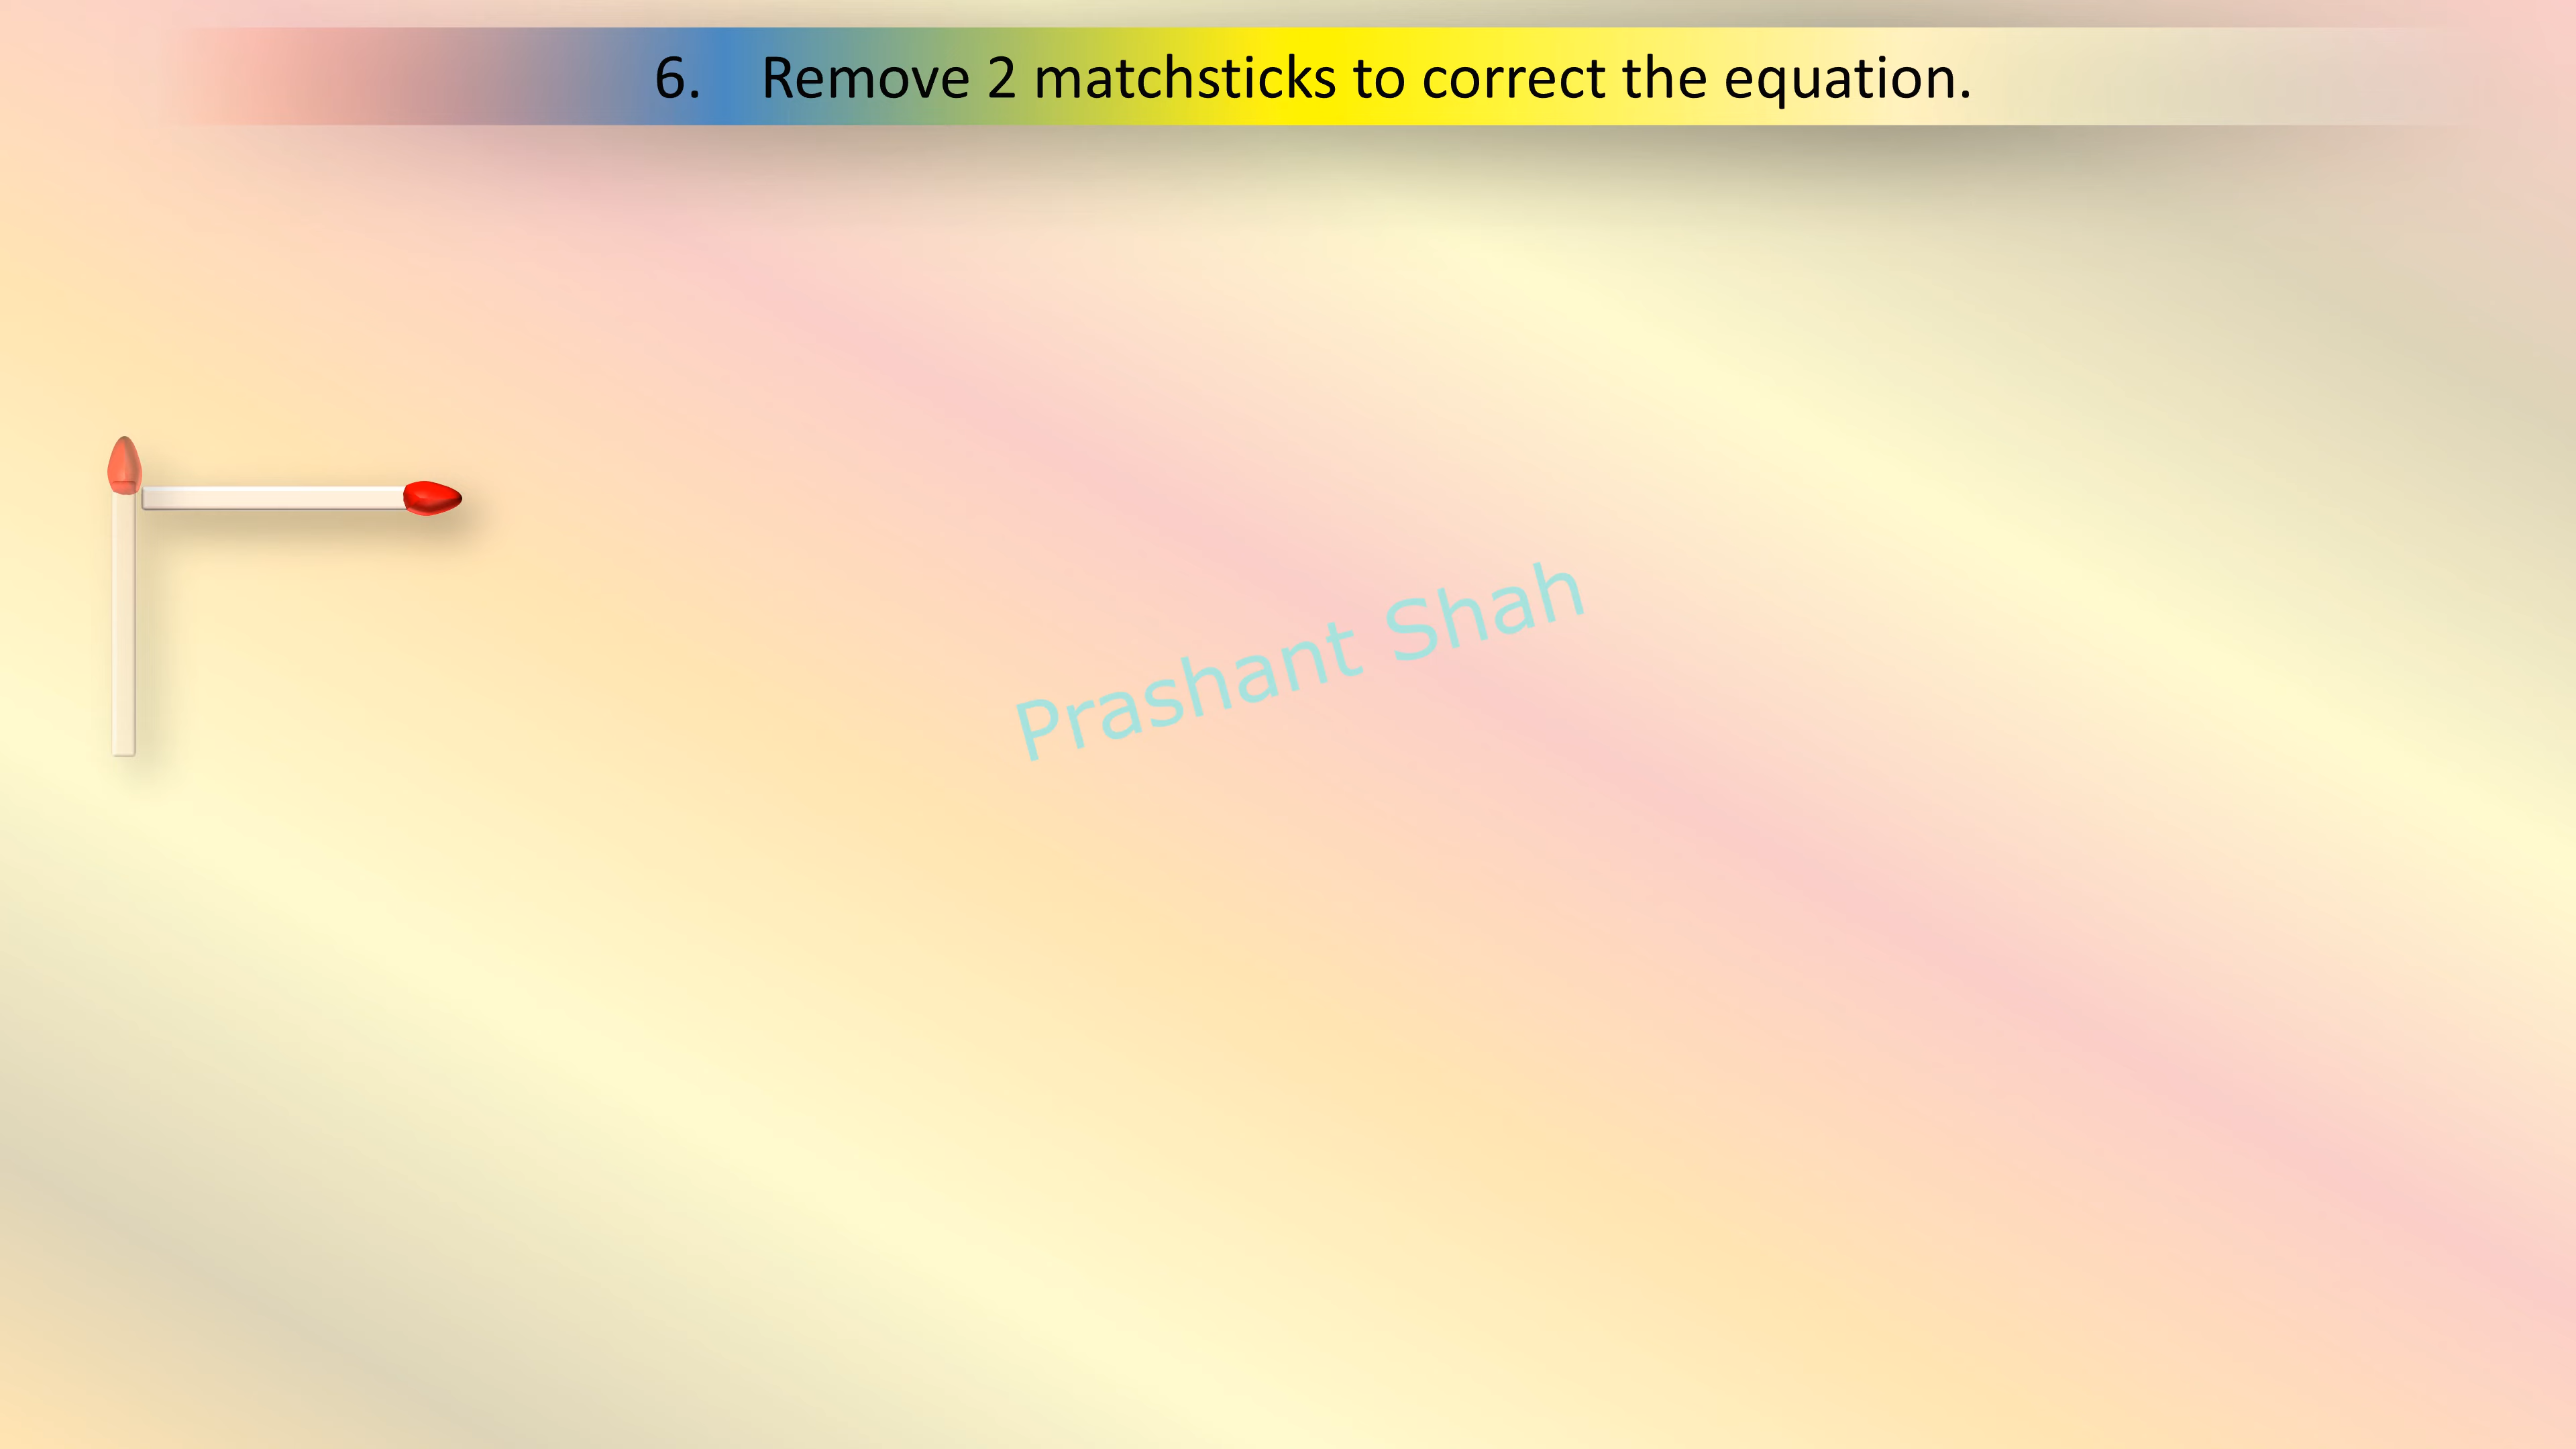 6. Remove 2 matchsticks to correct the equation.
Prashant Shah